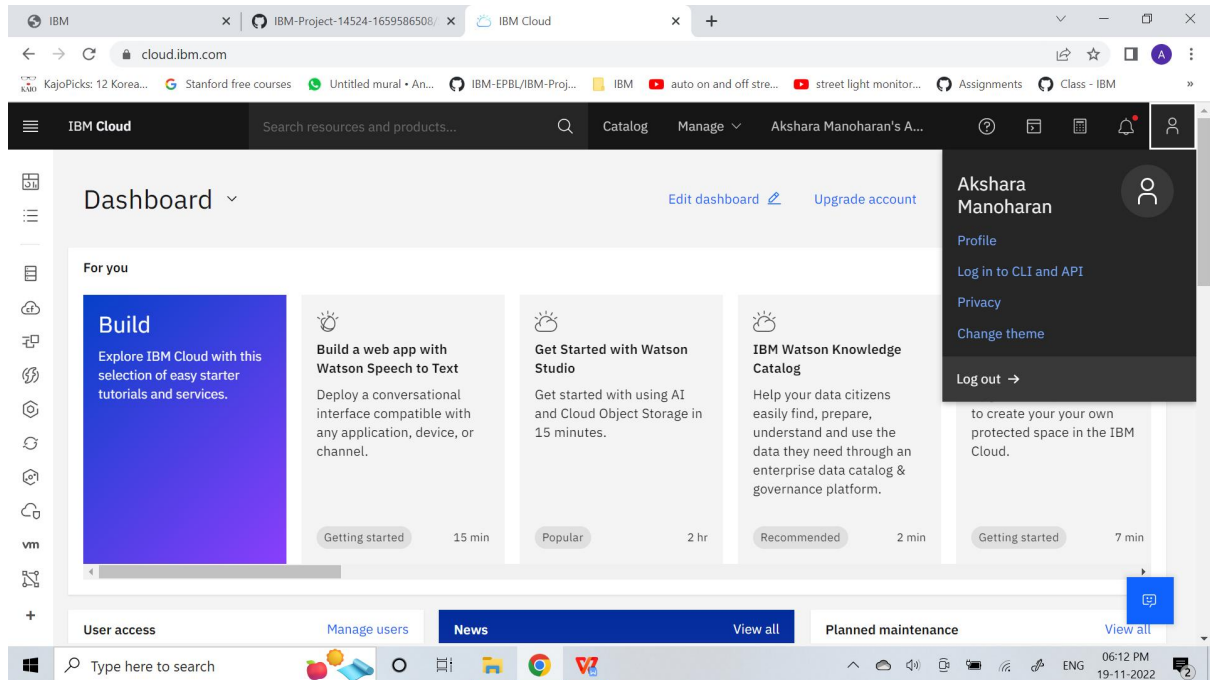 IBM
IBM-Project-14524-1659586508/
IBM Cloud
cloud.ibm.com
A
KAJO
KajoPicks: 12 Korea...
Stanford free courses
Untitled mural • An...
IBM-EPBL/IBM-Proj...
IBM
auto on and off stre...
street light monitor...
Assignments
Class - IBM
»
IBM Cloud
Search resources and products...
Catalog
Manage
Akshara Manoharan's A...
Akshara
Manoharan
Profile
Log in to CLI and API
Privacy
Change theme
Log out →
Dashboard
Edit dashboard
Upgrade account
For you
Build
Explore IBM Cloud with this
selection of easy starter
tutorials and services.
Build a web app with
Watson Speech to Text
Deploy a conversational
interface compatible with
any application, device, or
channel.
Getting started
15 min
Get Started with Watson
Studio
Get started with using AI
and Cloud Object Storage in
15 minutes.
Popular
2 hr
IBM Watson Knowledge
Catalog
Help your data citizens
easily find, prepare,
understand and use the
data they need through an
enterprise data catalog &
governance platform.
Recommended
2 min
to create your your own
protected space in the IBM
Cloud.
Getting started
7 min
cf
vm
User access
Manage users
News
View all
Planned maintenance
View all
Type here to search
ENG
06:12 PM
19-11-2022
2